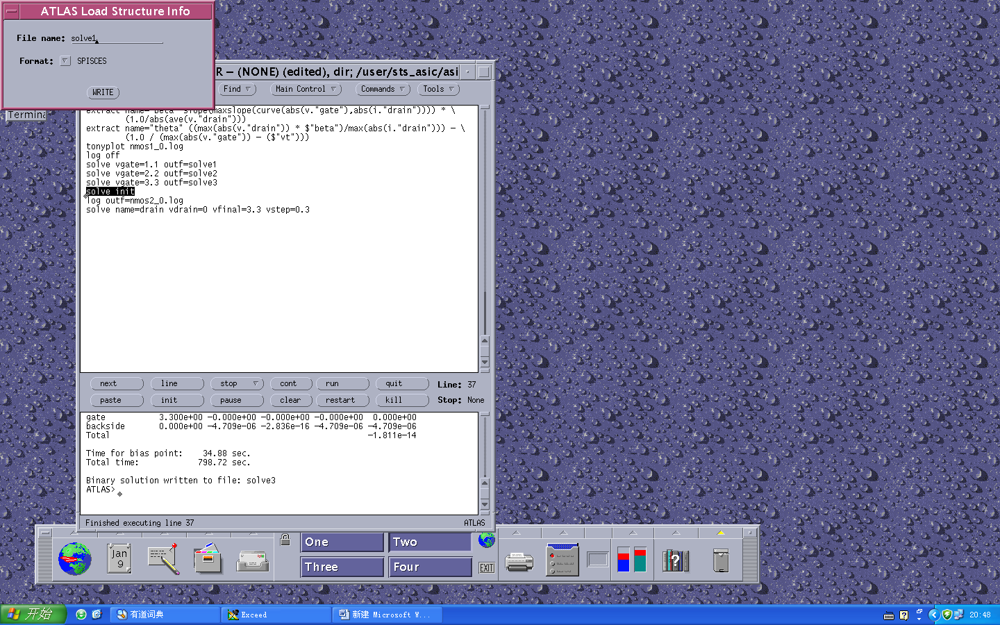 ATLAS Load Structure Info
File name: solve1
Format: SPISCES
WRITE
R – (NONE) (edited), dir; /user/sts_asic/asi
Find Main Control Commands Tools
Termina
extract name="beta" slope(maxslope(curve(abs(v."gate"),abs(i."drain")))) * \
(1.0/abs(ave(v."drain")))
extract name="theta" ((max(abs(v."drain")) * $"beta")/max(abs(i."drain"))) – \
(1.0 / (max(abs(v."gate")) – ($"vt")))
tonyplot nmos1_0.log
log off
solve vgate=1.1 outf=solve1
solve vgate=2.2 outf=solve2
solve vgate=3.3 outf=solve3
solve init
log outf=nmos2_0.log
solve name=drain vdrain=0 vfinal=3.3 vstep=0.3
next line stop cont run quit Line: 37
paste init pause clear restart kill Stop: None
gate 3.300e+00 –0.000e+00 –0.000e+00 –0.000e+00 0.000e+00
backside 0.000e+00 –4.709e–06 –2.836e–16 –4.709e–06 –4.709e–06
Total –1.811e–14
Time for bias point: 34.88 sec.
Total time: 798.72 sec.
Binary solution written to file: solve3
ATLAS>
Finished executing line 37 ATLAS
One Two
Jan
9
Three Four EXIT
开始 有道词典 Exceed 新建 Microsoft W... 20:48